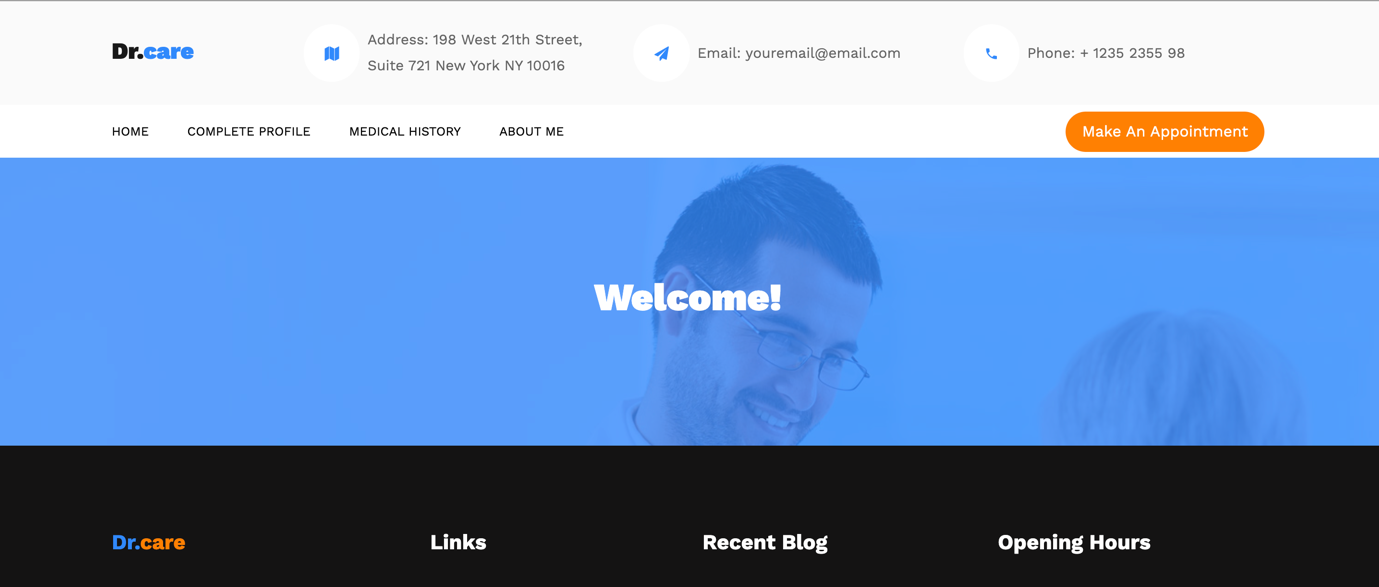 Dr.care
Address: 198 West 21th Street,
Suite 721 New York NY 10016
Email: youremail@email.com
Phone: + 1235 2355 98
HOME
COMPLETE PROFILE
MEDICAL HISTORY
ABOUT ME
Make An Appointment
Welcome!
Dr.care
Links
Recent Blog
Opening Hours